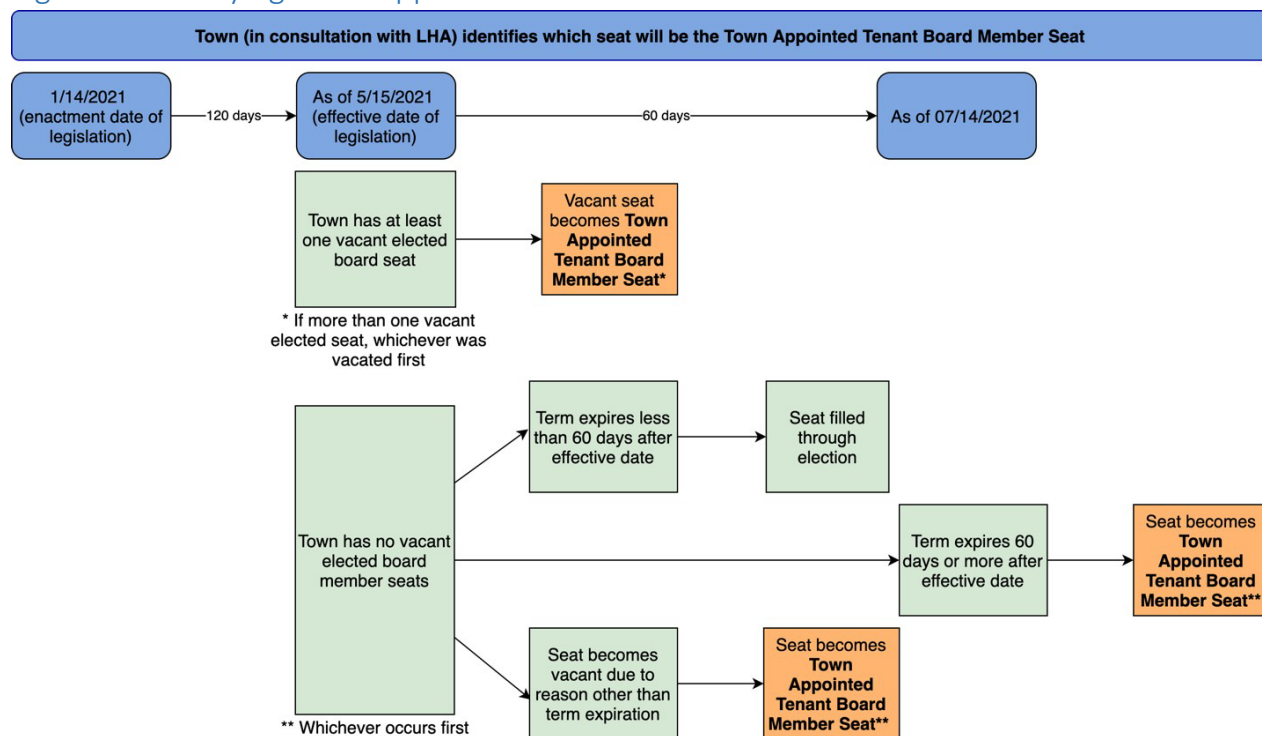 Town (in consultation with LHA) identifies which seat will be the Town Appointed Tenant Board Member Seat
1/14/2021
(enactment date of
legislation)
120 days
As of 5/15/2021
(effective date of
legislation)
60 days
As of 07/14/2021
Town has at least
one vacant elected
board seat
Vacant seat
becomes Town
Appointed
Tenant Board
Member Seat*
* If more than one vacant
elected seat, whichever was
vacated first
Town has no vacant
elected board
member seats
Term expires less
than 60 days after
effective date
Seat filled
through
election
Term expires 60
days or more after
effective date
Seat becomes
Town
Appointed
Tenant Board
Member Seat**
Seat becomes
vacant due to
reason other than
term expiration
Seat becomes
Town
Appointed
Tenant Board
Member Seat**
** Whichever occurs first